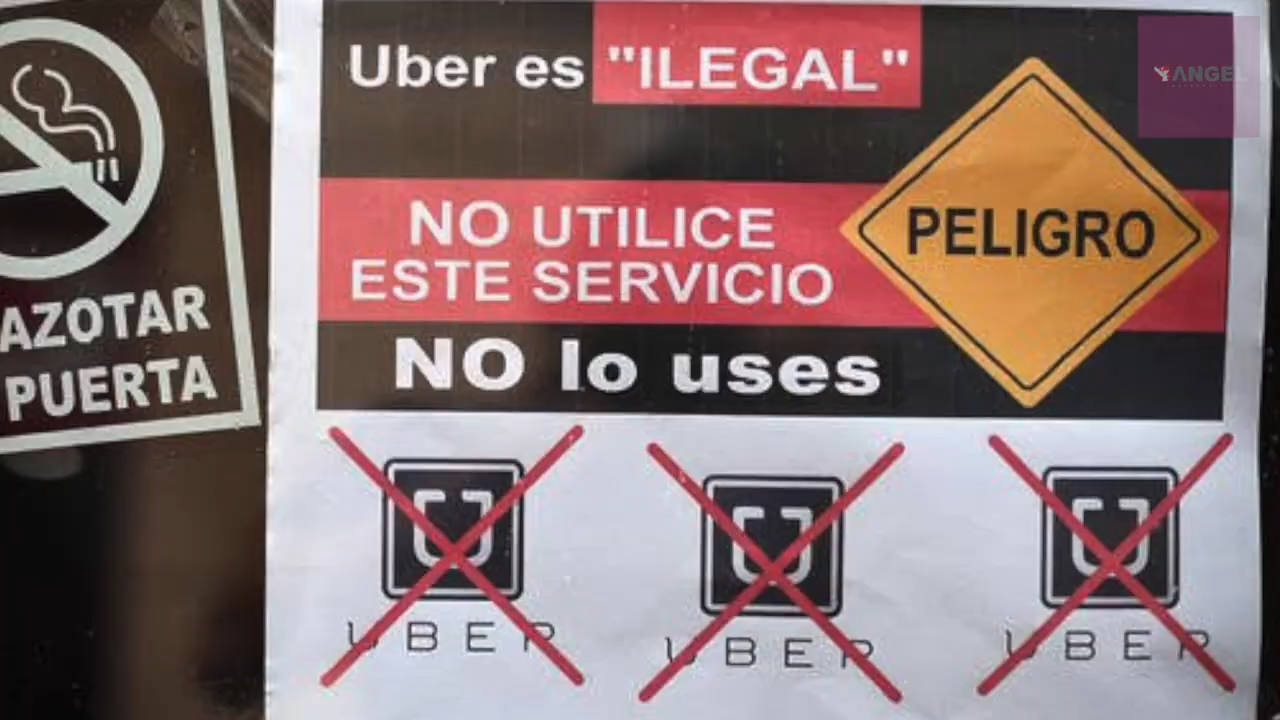 Uber es "ILEGAL"
NO UTILICE
ESTE SERVICIO
NO lo uses
PELIGRO
UBER
UBER
UBER
AZOTAR
PUERTA
ANGEL